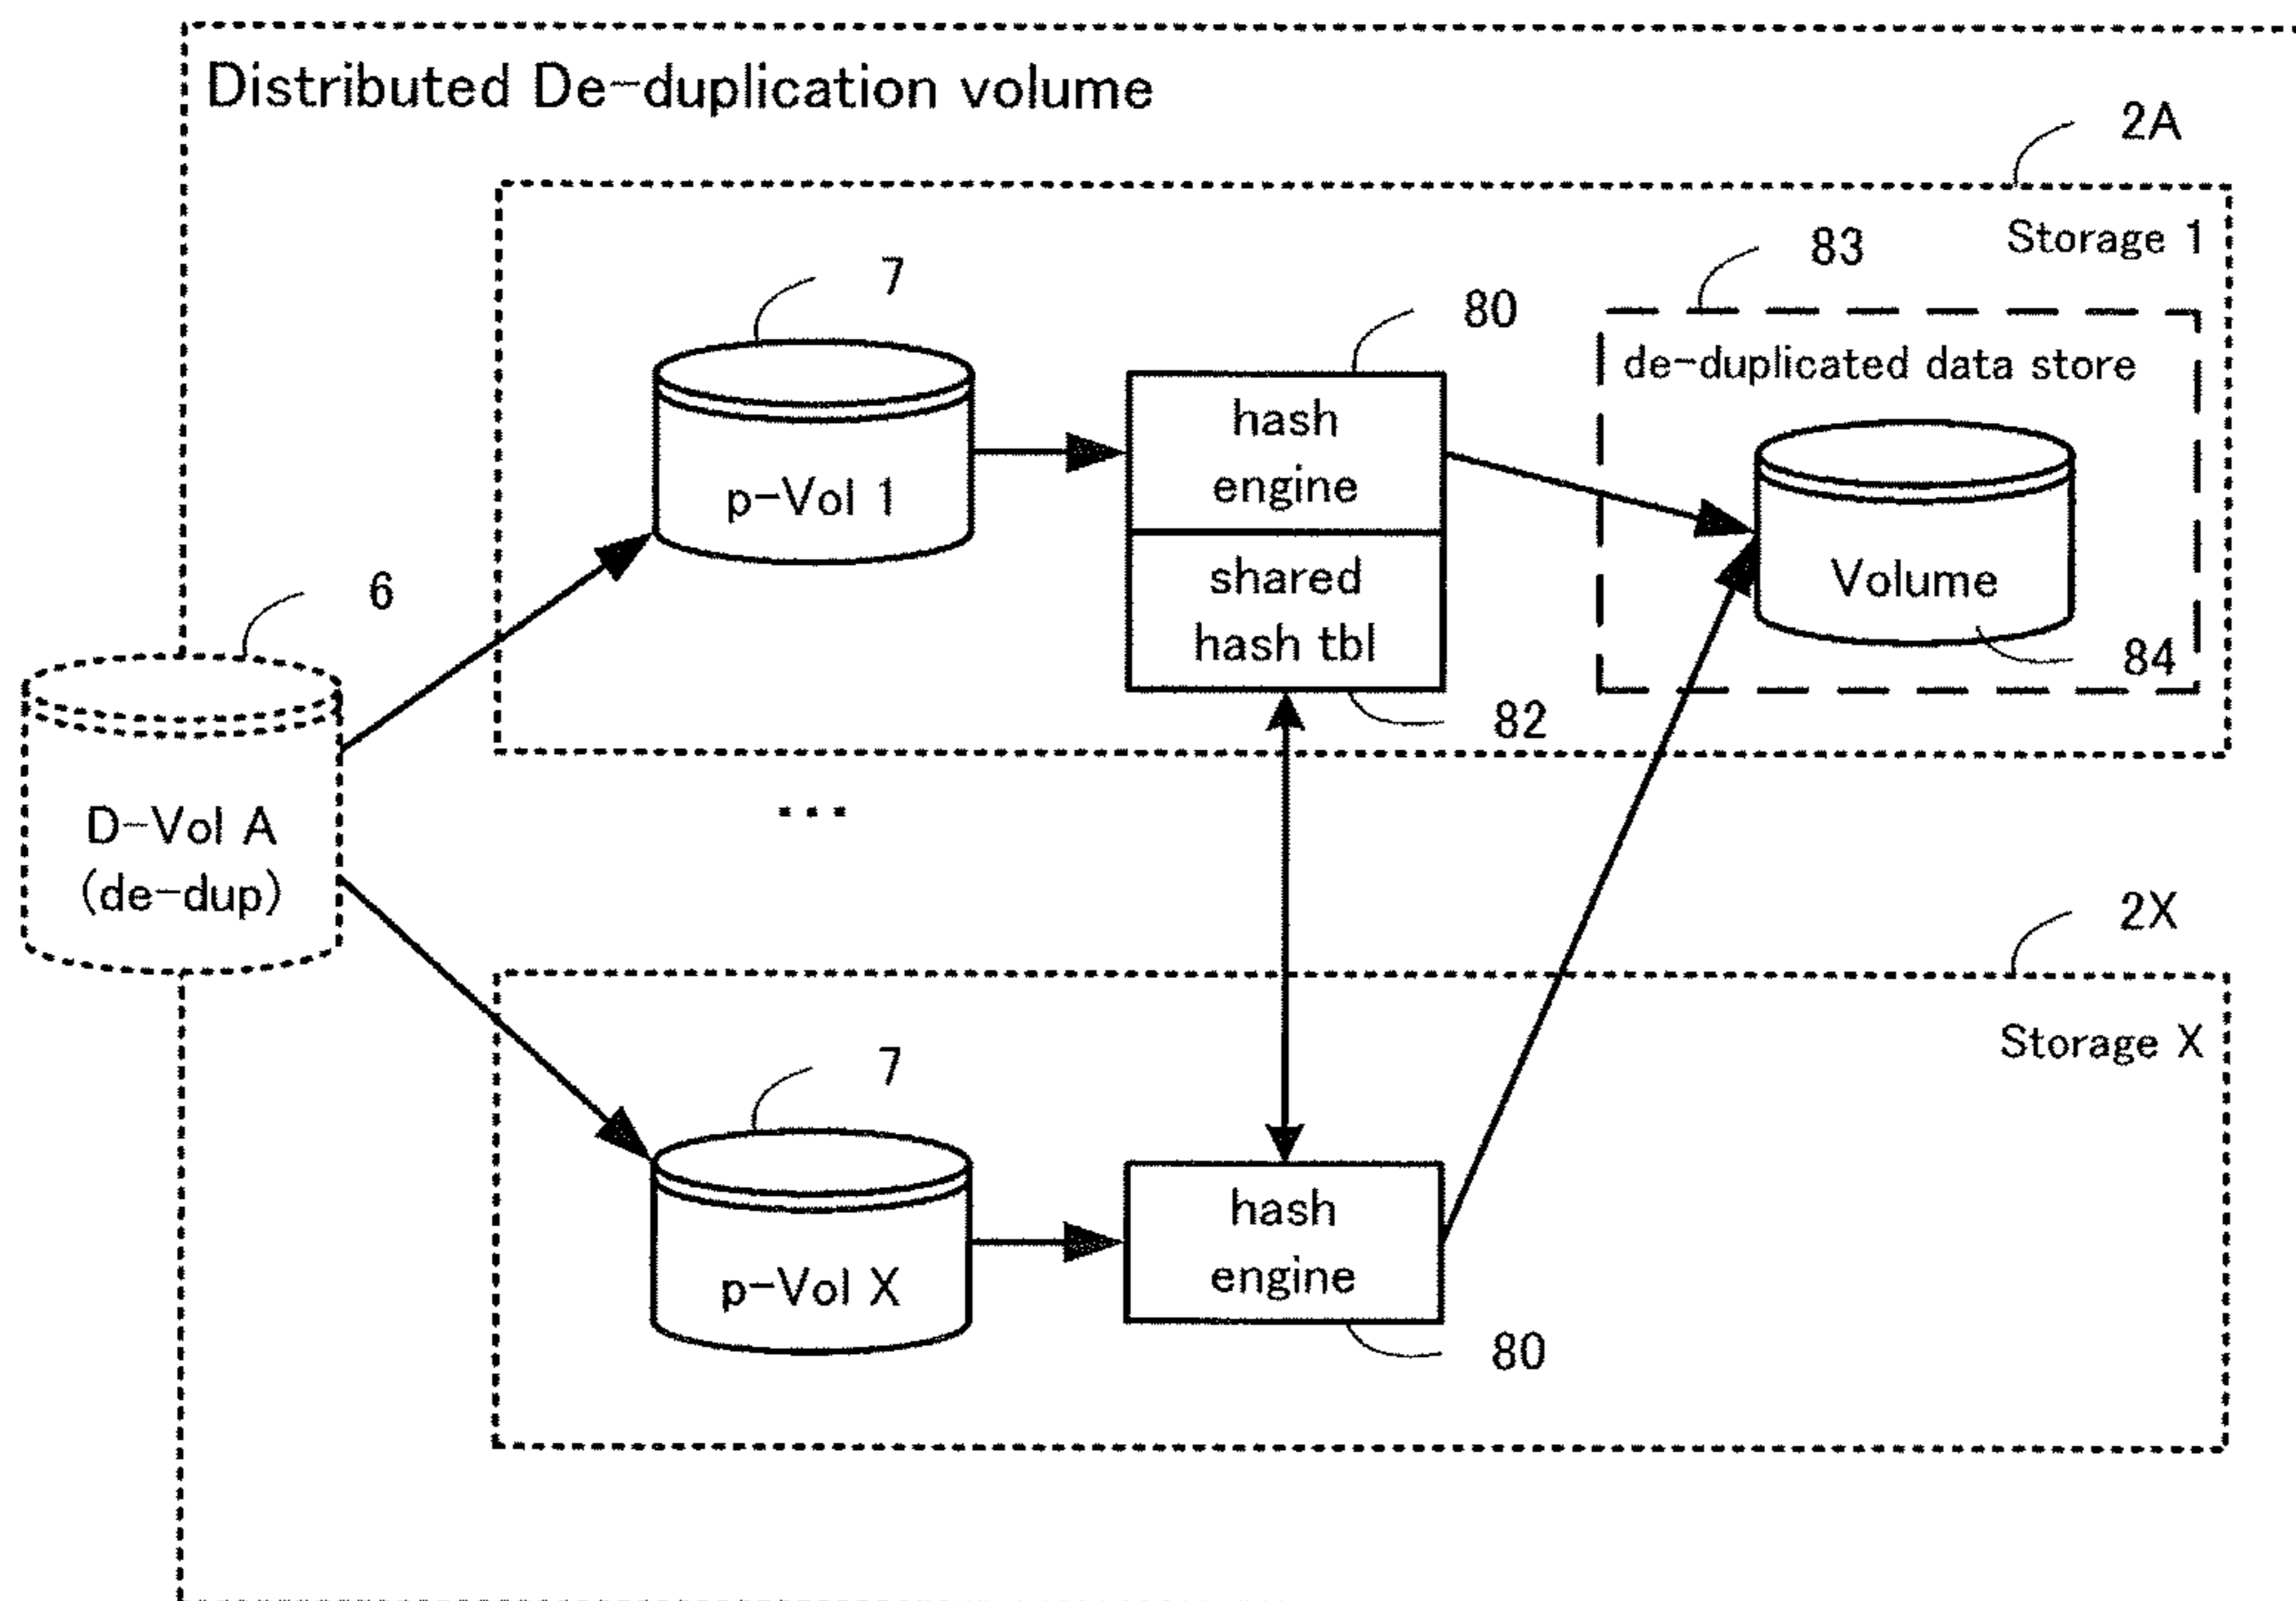 Distributed De-duplication volume
2A
Storage 1
83
7
80
de-duplicated data store
hash
engine
p-Vol 1
shared
hash tbl
Volume
6
84
82
D-Vol A
(de-dup)
...
2X
Storage X
7
hash
engine
p-Vol X
80